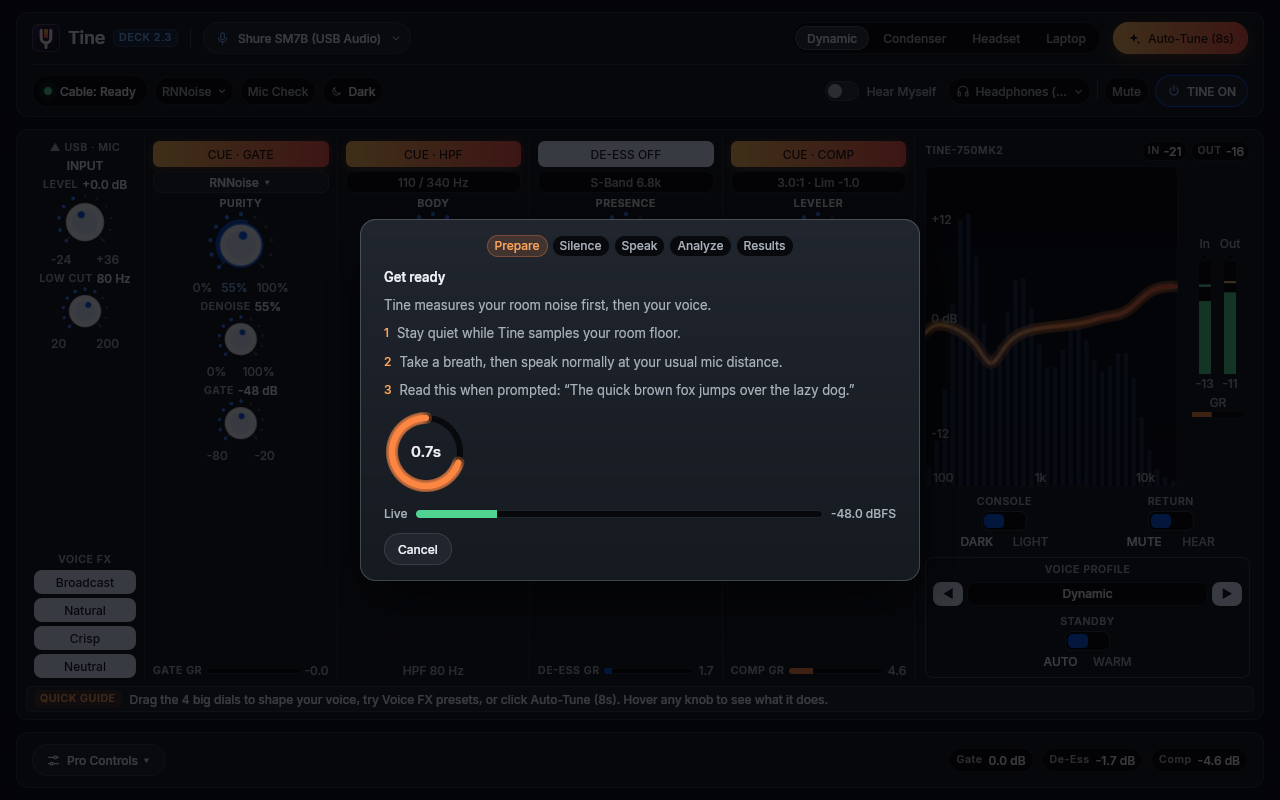 Tine DECK 2.3 Shure SM7B (USB Audio) Dynamic Condenser Headset Laptop Auto-Tune (8s)
Cable: Ready RNNoise Mic Check Dark Hear Myself Headphones (... Mute TINE ON
USB · MIC
INPUT
LEVEL +0.0 dB
-24 +36
LOW CUT 80 Hz
20 200
VOICE FX
Broadcast
Natural
Crisp
Neutral
CUE · GATE
RNNoise
PURITY
0% 55% 100%
DENOISE 55%
0% 100%
GATE -48 dB
-80 -20
GATE GR -0.0
CUE · HPF
110 / 340 Hz
BODY
HPF 80 Hz
DE-ESS OFF
S-Band 6.8k
PRESENCE
DE-ESS GR 1.7
CUE · COMP
3.0:1 · Lim -1.0
LEVELER
COMP GR 4.6
Prepare Silence Speak Analyze Results
Get ready
Tine measures your room noise first, then your voice.
1 Stay quiet while Tine samples your room floor.
2 Take a breath, then speak normally at your usual mic distance.
3 Read this when prompted: “The quick brown fox jumps over the lazy dog.”
0.7s
Live -48.0 dBFS
Cancel
TINE-750MK2 IN -21 OUT -16
+12
0 dB
-12
100 1k 10k
In Out
-13 -11
GR
CONSOLE RETURN
DARK LIGHT MUTE HEAR
VOICE PROFILE
Dynamic
STANDBY
AUTO WARM
QUICK GUIDE Drag the 4 big dials to shape your voice, try Voice FX presets, or click Auto-Tune (8s). Hover any knob to see what it does.
Pro Controls Gate 0.0 dB De-Ess -1.7 dB Comp -4.6 dB